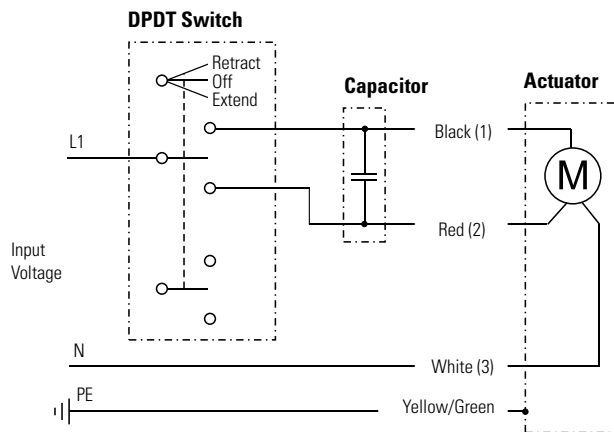 DPDT Switch
Retract
Off
Extend
Capacitor
Actuator
L1
Black (1)
M
Red (2)
Input
Voltage
N
White (3)
PE
Yellow/Green